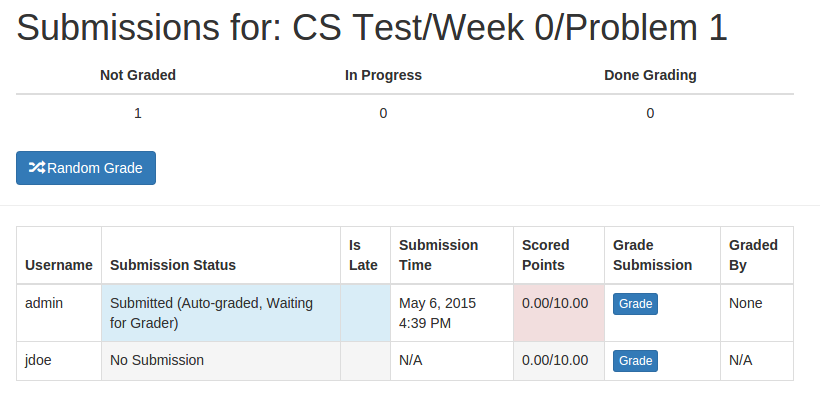 Submissions for: CS Test/Week 0/Problem 1
Not Graded In Progress Done Grading
1 0 0
Random Grade
Username Submission Status Is Late Submission Time Scored Points Grade Submission Graded By
admin Submitted (Auto-graded, Waiting for Grader) May 6, 2015 4:39 PM 0.00/10.00 Grade None
jdoe No Submission N/A 0.00/10.00 Grade N/A